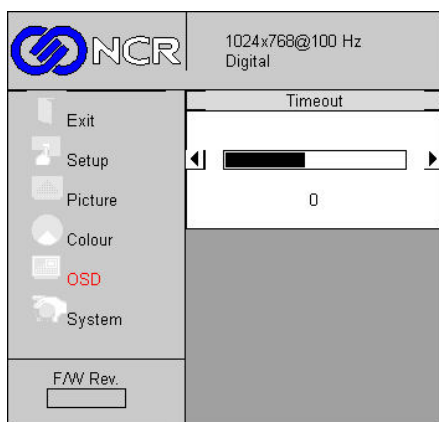 NCR
1024x768@100 Hz
Digital
Timeout
0
Exit
Setup
Picture
Colour
OSD
System
F/W Rev.